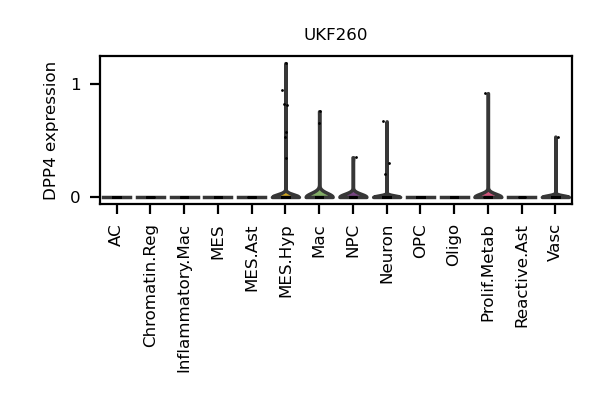 UKF260
DPP4 expression
1
0
AC
Chromatin.Reg
Inflammatory.Mac
MES
MES.Ast
MES.Hyp
Mac
NPC
Neuron
OPC
Oligo
Prolif.Metab
Reactive.Ast
Vasc